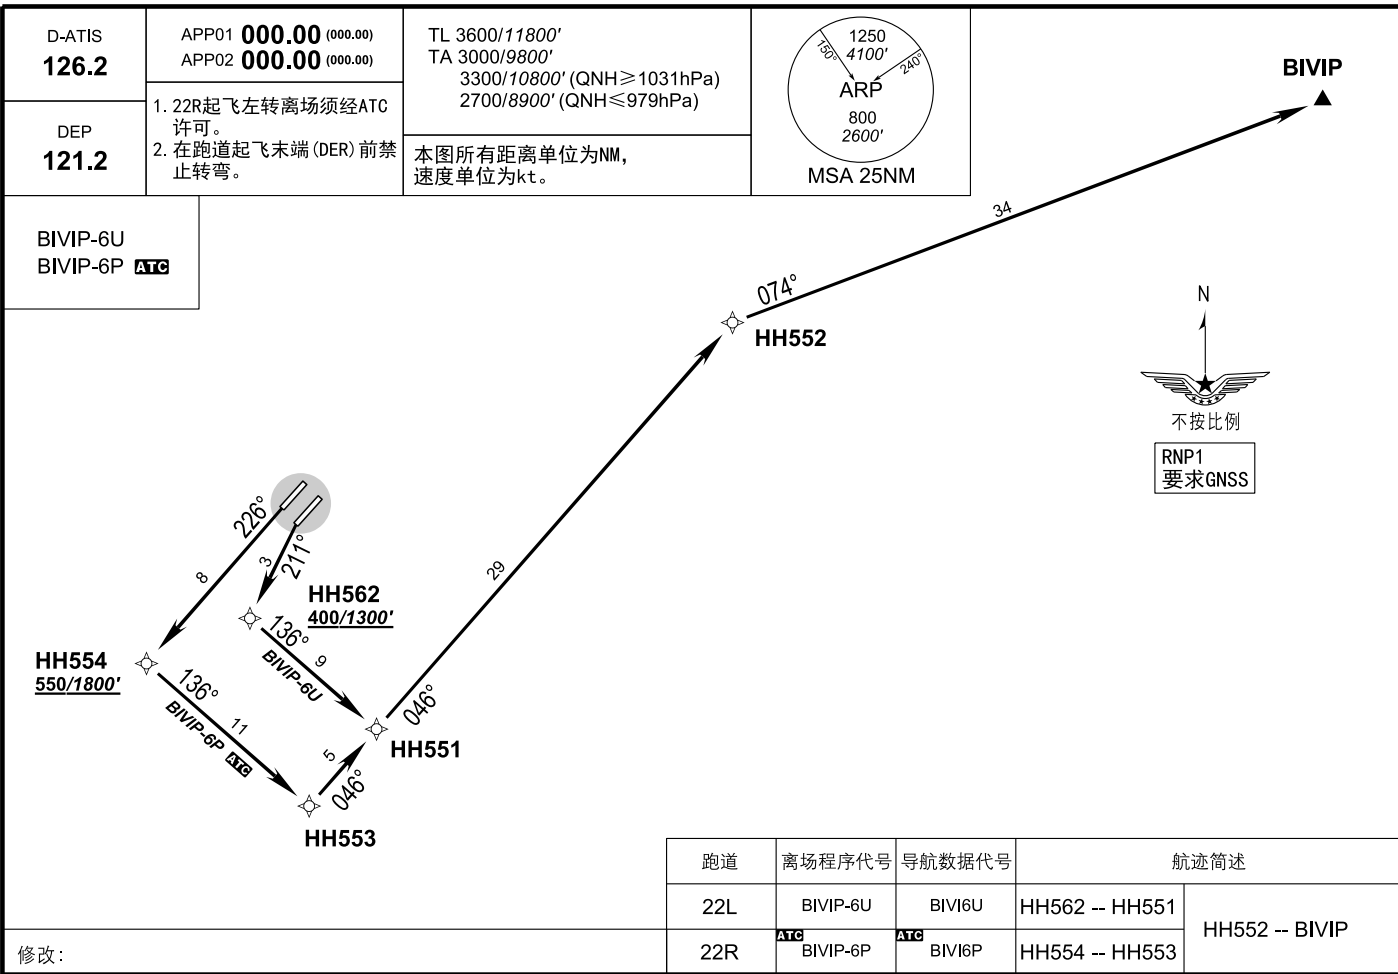 D-ATIS
126.2
DEP
121.2
APP01 000.00 (000.00)
APP02 000.00 (000.00)
1. 22R起飞左转离场须经ATC
许可。
2. 在跑道起飞末端(DER)前禁
止转弯。
TL 3600/11800'
TA 3000/9800'
3300/10800' (QNH≥1031hPa)
2700/8900' (QNH≤979hPa)
本图所有距离单位为NM,
速度单位为kt。
1250
4100'
150°
240°
ARP
800
2600'
MSA 25NM
BIVIP-6U
BIVIP-6P ATC
BIVIP
34
074°
HH552
N
不按比例
RNP1
要求GNSS
226°
8
3
211°
29
HH562
400/1300'
136°
9
BIVIP-6U
HH554
550/1800'
136°
11
BIVIP-6P ATC
046°
HH551
5
046°
HH553
跑道 离场程序代号 导航数据代号 航迹简述
22L BIVIP-6U BIVI6U HH562 -- HH551
HH552 -- BIVIP
22R ATC BIVIP-6P ATC BIVI6P HH554 -- HH553
修改: